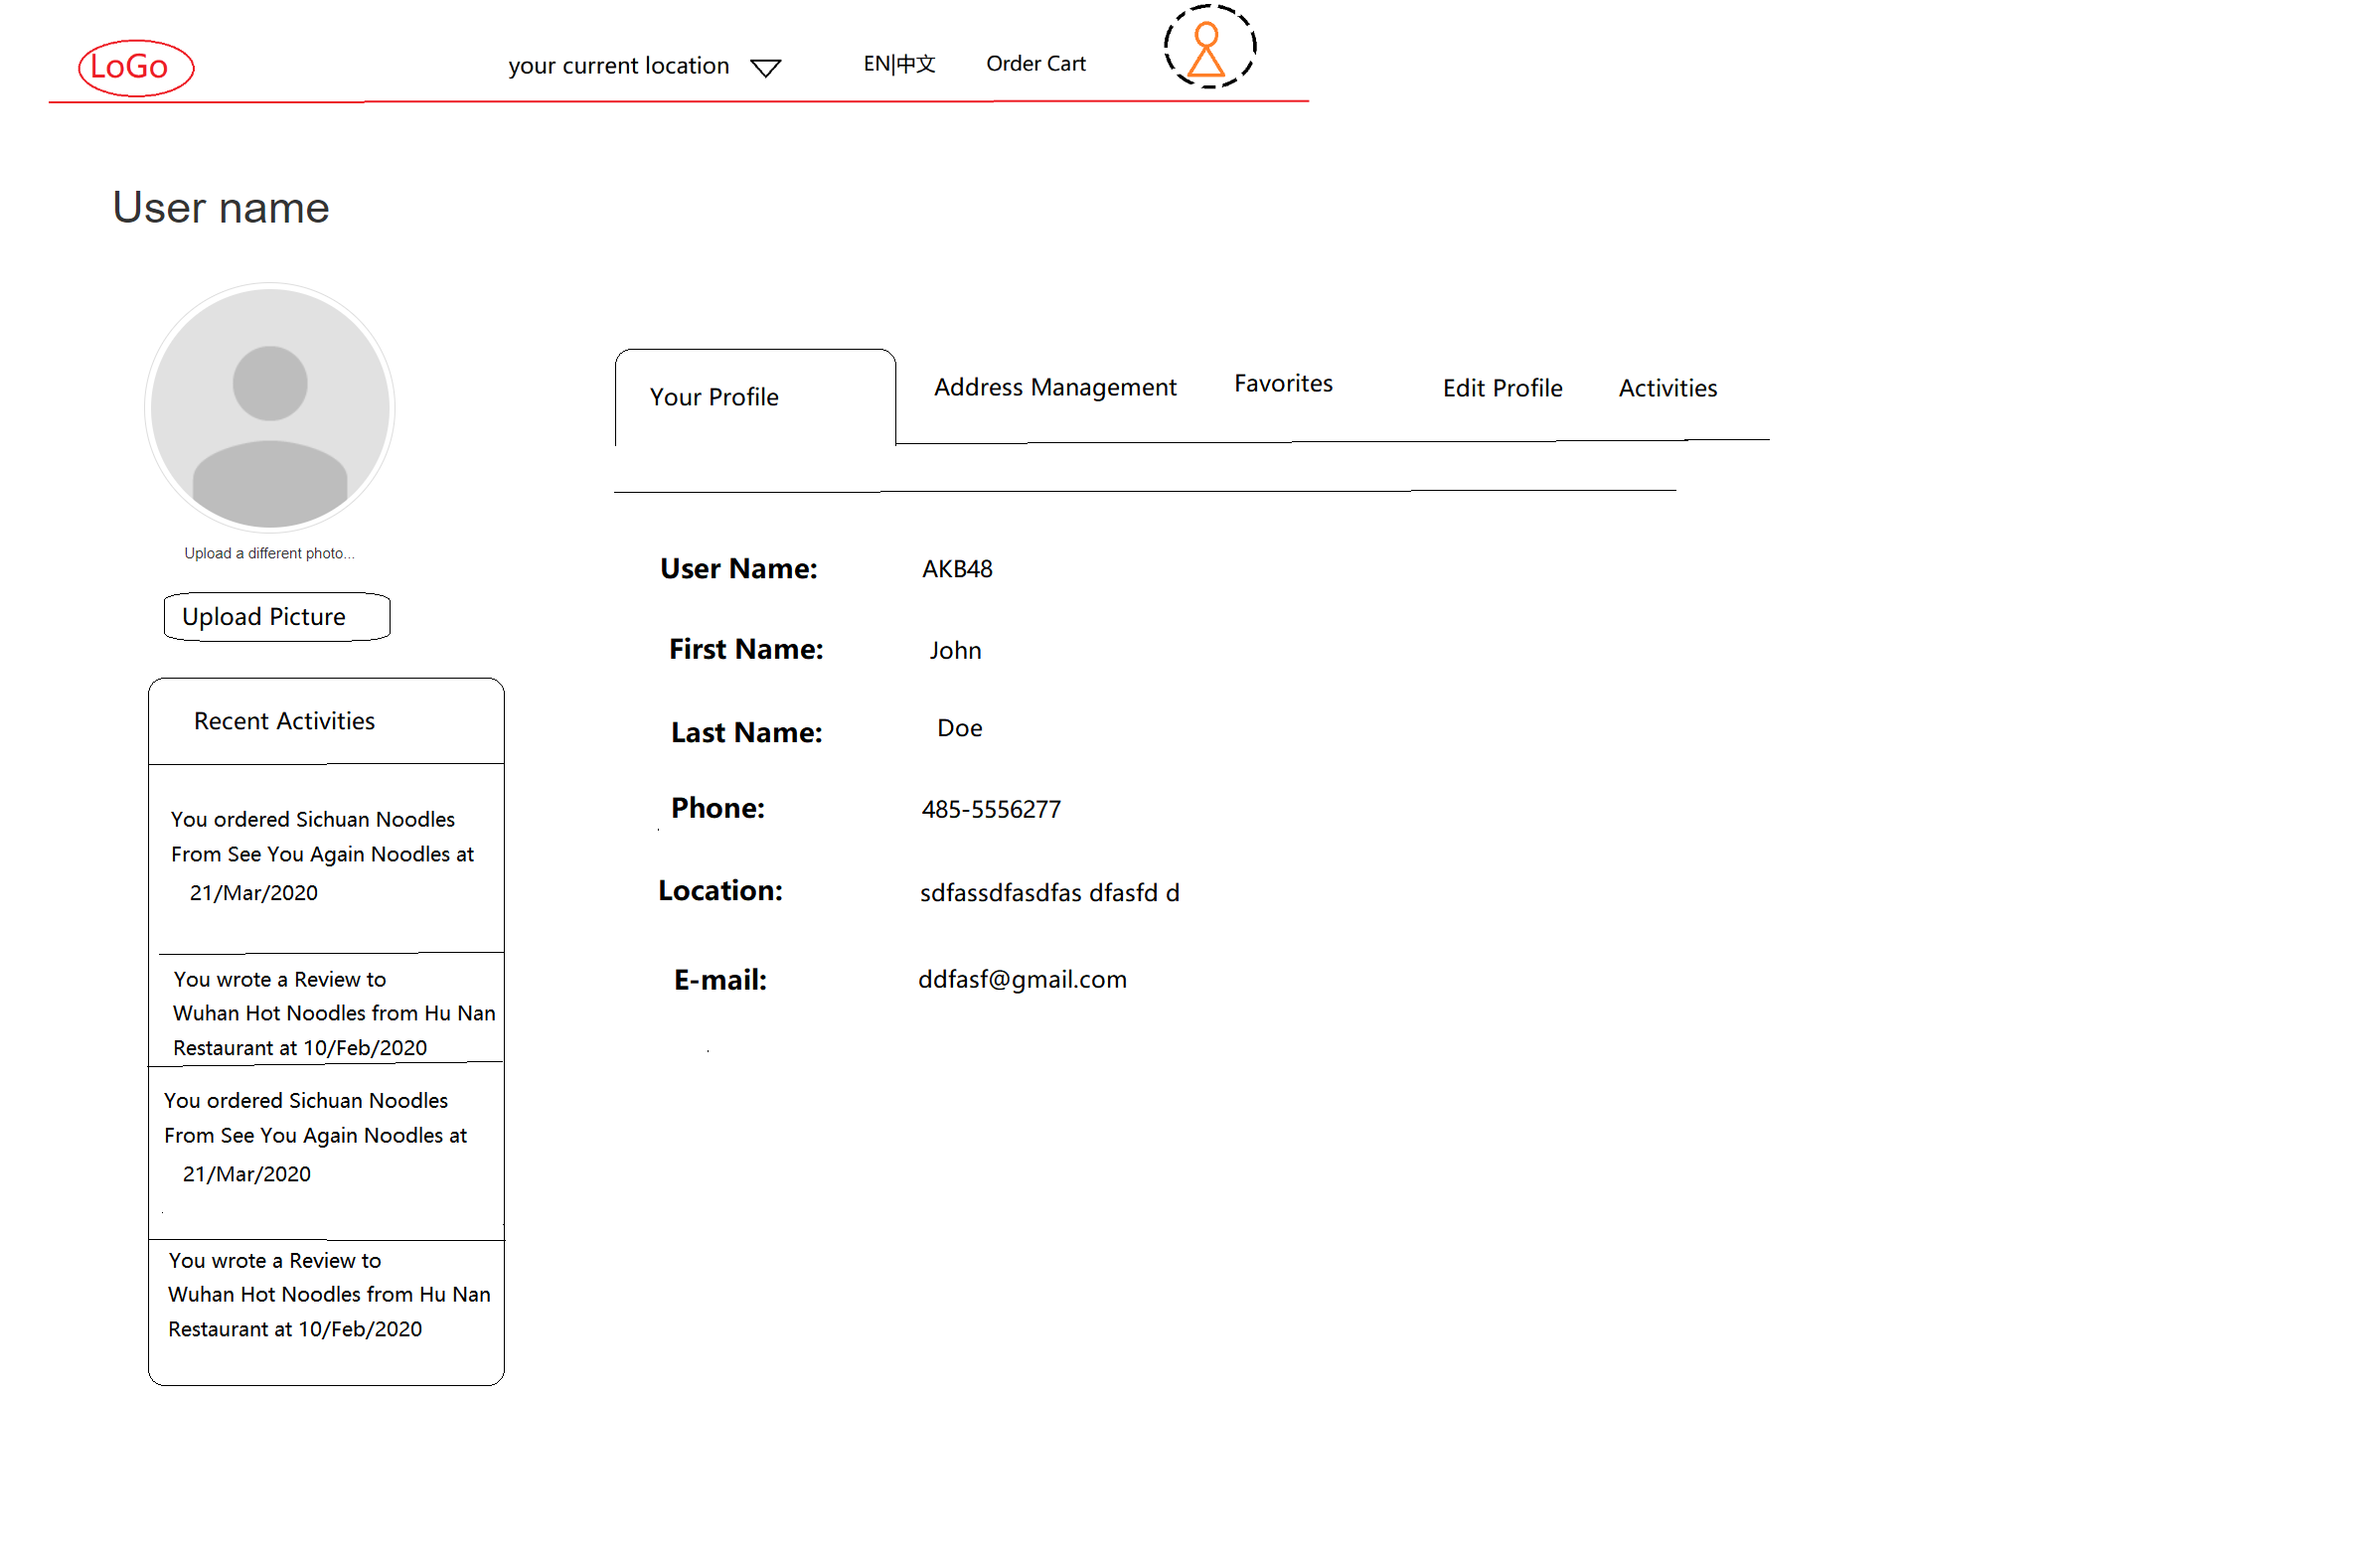 LoGo
your current location
EN|中文
Order Cart
User name
Upload a different photo...
Upload Picture
Recent Activities
You ordered Sichuan Noodles
From See You Again Noodles at
21/Mar/2020
You wrote a Review to
Wuhan Hot Noodles from Hu Nan
Restaurant at 10/Feb/2020
You ordered Sichuan Noodles
From See You Again Noodles at
21/Mar/2020
You wrote a Review to
Wuhan Hot Noodles from Hu Nan
Restaurant at 10/Feb/2020
Your Profile
Address Management
Favorites
Edit Profile
Activities
User Name: AKB48
First Name: John
Last Name: Doe
Phone: 485-5556277
Location: sdfassdfasdfas dfasfd d
E-mail: ddfasf@gmail.com